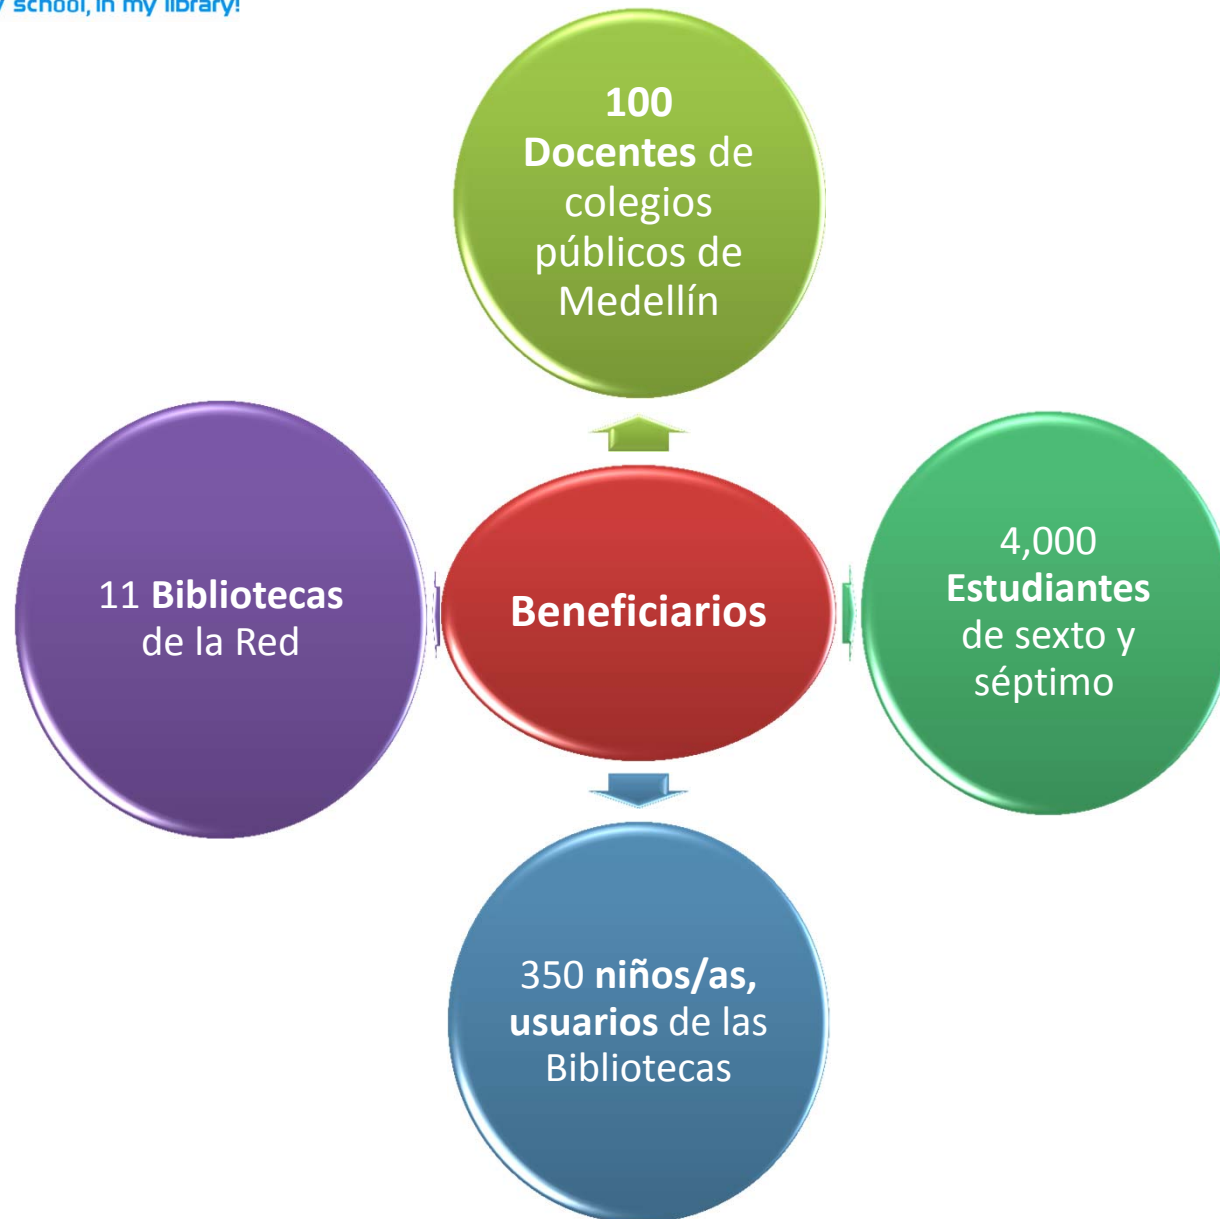 school, in my library!
100
Docentes de
colegios
públicos de
Medellín
11 Bibliotecas
de la Red
Beneficiarios
4,000
Estudiantes
de sexto y
séptimo
350 niños/as,
usuarios de las
Bibliotecas